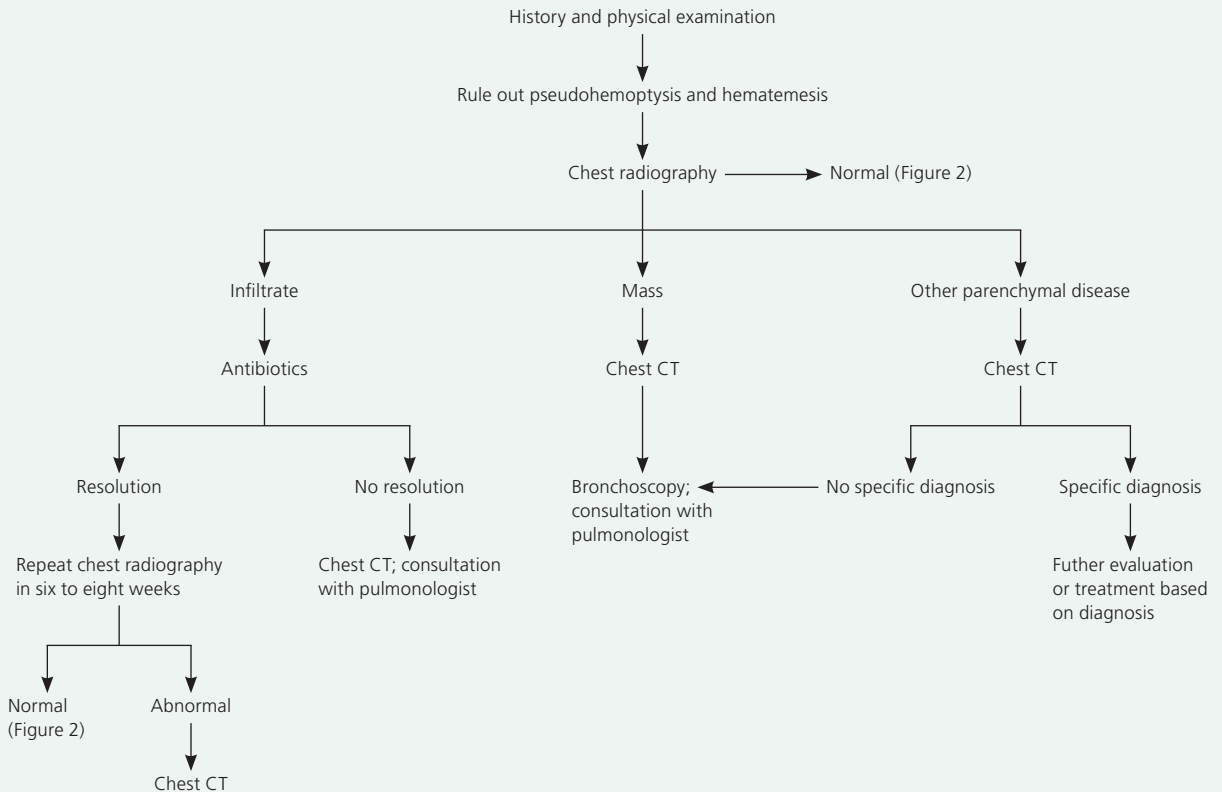 History and physical examination
Rule out pseudohemoptysis and hematemesis
Chest radiography
Normal (Figure 2)
Infiltrate
Mass
Other parenchymal disease
Antibiotics
Chest CT
Chest CT
Resolution
No resolution
Bronchoscopy;
consultation with
pulmonologist
No specific diagnosis
Specific diagnosis
Repeat chest radiography
in six to eight weeks
Chest CT; consultation
with pulmonologist
Futher evaluation
or treatment based
on diagnosis
Normal
(Figure 2)
Abnormal
Chest CT